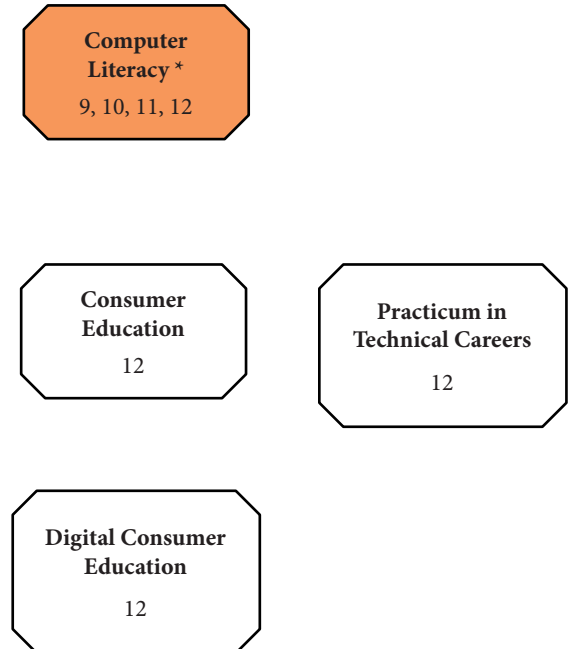 Computer
Literacy *
9, 10, 11, 12
Consumer
Education
12
Practicum in
Technical Careers
12
Digital Consumer
Education
12